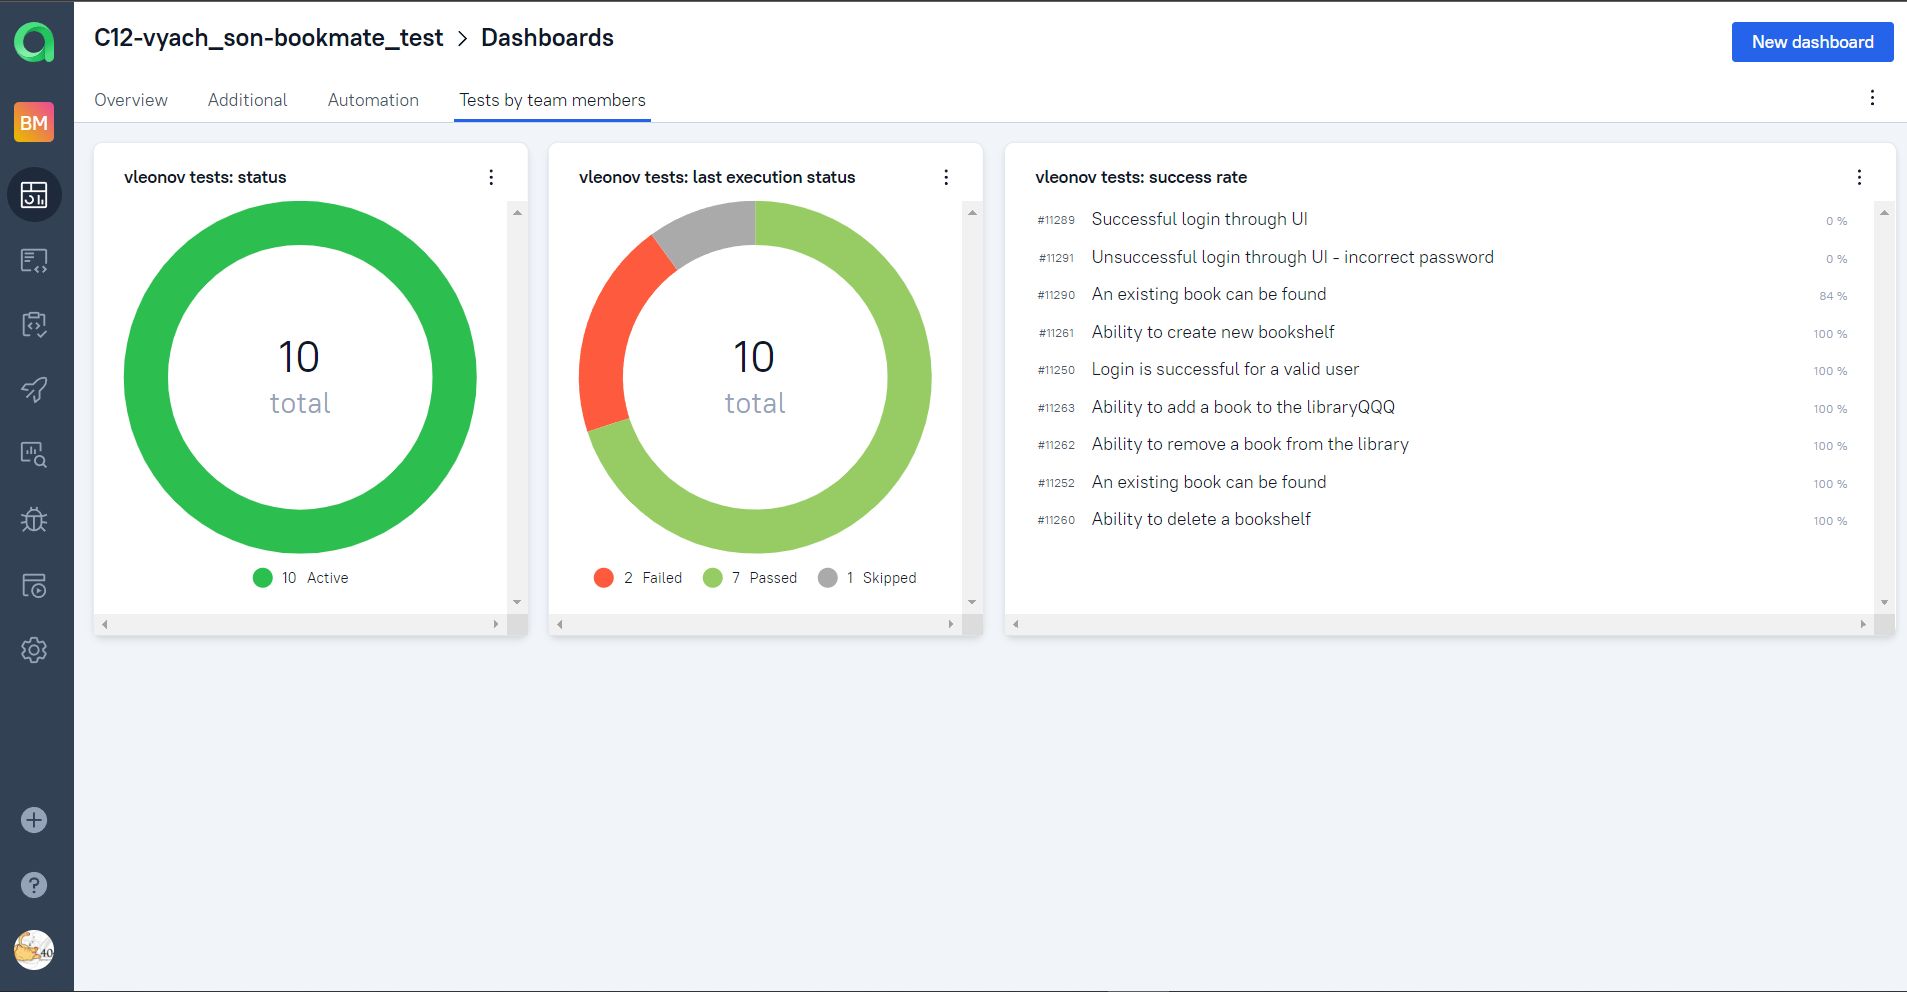 C12-vyach_son-bookmate_test > Dashboards
New dashboard
Overview Additional Automation Tests by team members
BM
vleonov tests: status
10
total
10 Active
vleonov tests: last execution status
10
total
2 Failed 7 Passed 1 Skipped
vleonov tests: success rate
#11289 Successful login through UI 0 %
#11291 Unsuccessful login through UI - incorrect password 0 %
#11290 An existing book can be found 84 %
#11261 Ability to create new bookshelf 100 %
#11250 Login is successful for a valid user 100 %
#11263 Ability to add a book to the libraryQQQ 100 %
#11262 Ability to remove a book from the library 100 %
#11252 An existing book can be found 100 %
#11260 Ability to delete a bookshelf 100 %
40